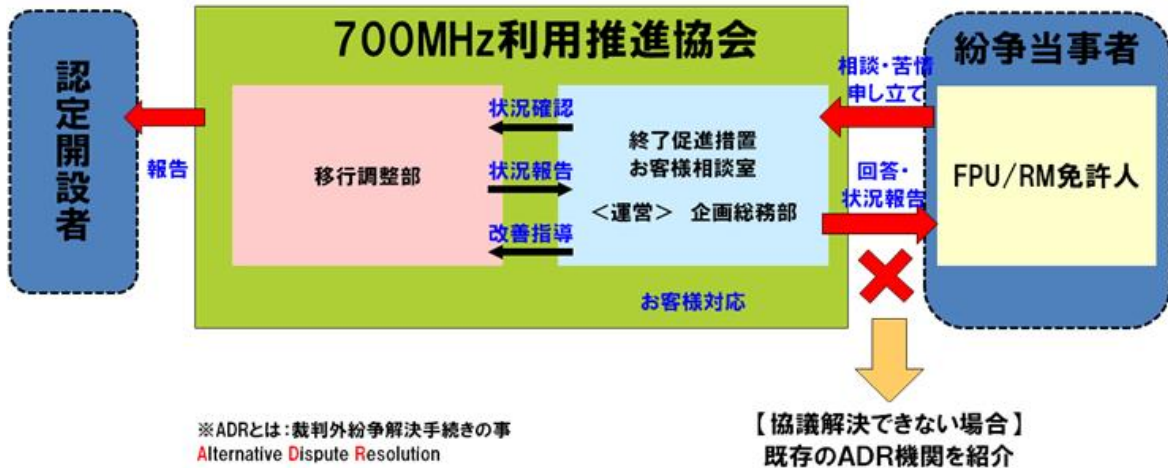 700MHz利用推進協会
認定開設者
報告
移行調整部
状況確認
状況報告
改善指導
終了促進措置
お客様相談室
<運営> 企画総務部
お客様対応
相談・苦情
申し立て
回答・
状況報告
紛争当事者
FPU/RM免許人
【協議解決できない場合】
既存のADR機関を紹介
※ADRとは:裁判外紛争解決手続きの事
Alternative Dispute Resolution